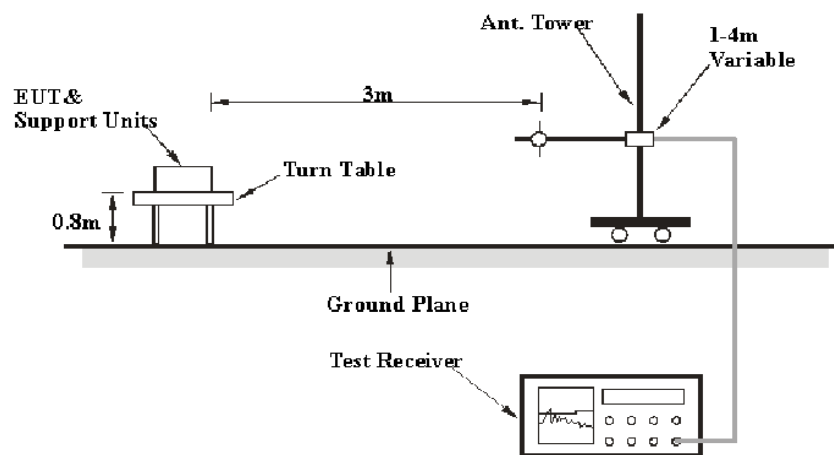 Ant. Tower
1-4m
Variable
EUT&
Support Units
3m
Turn Table
0.8m
Ground Plane
Test Receiver